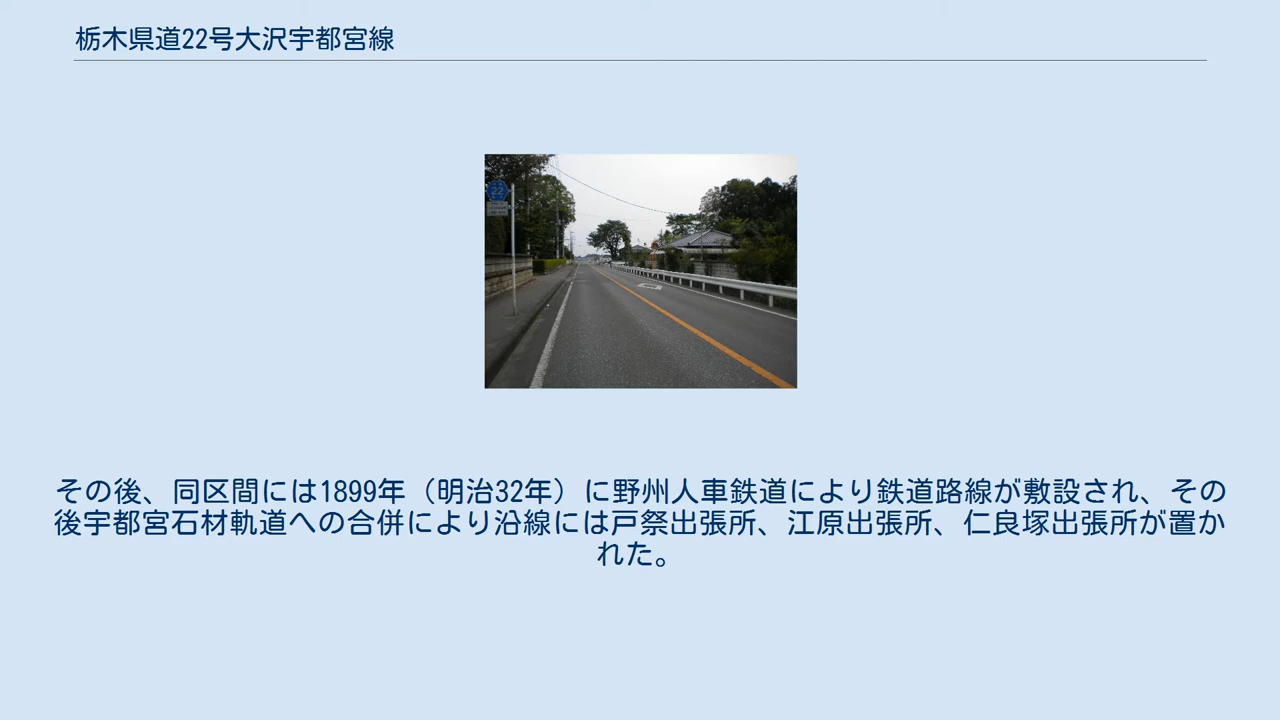 栃木県道22号大沢宇都宮線
22
その後、同区間には1899年（明治32年）に野州人車鉄道により鉄道路線が敷設され、その
後宇都宮石材軌道への合併により沿線には戸祭出張所、江原出張所、仁良塚出張所が置か
れた。